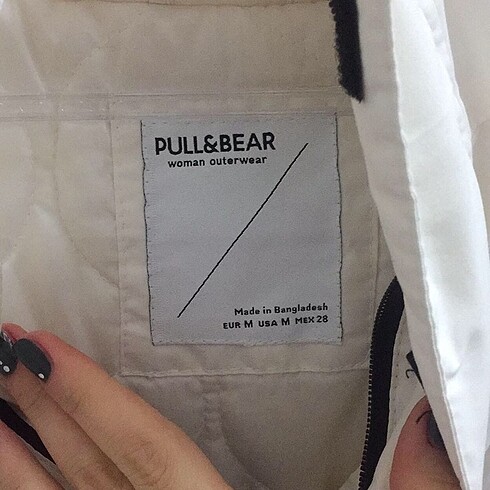 PULL&BEAR
woman outerwear
Made in Bangladesh
EUR M USA M MEX 28